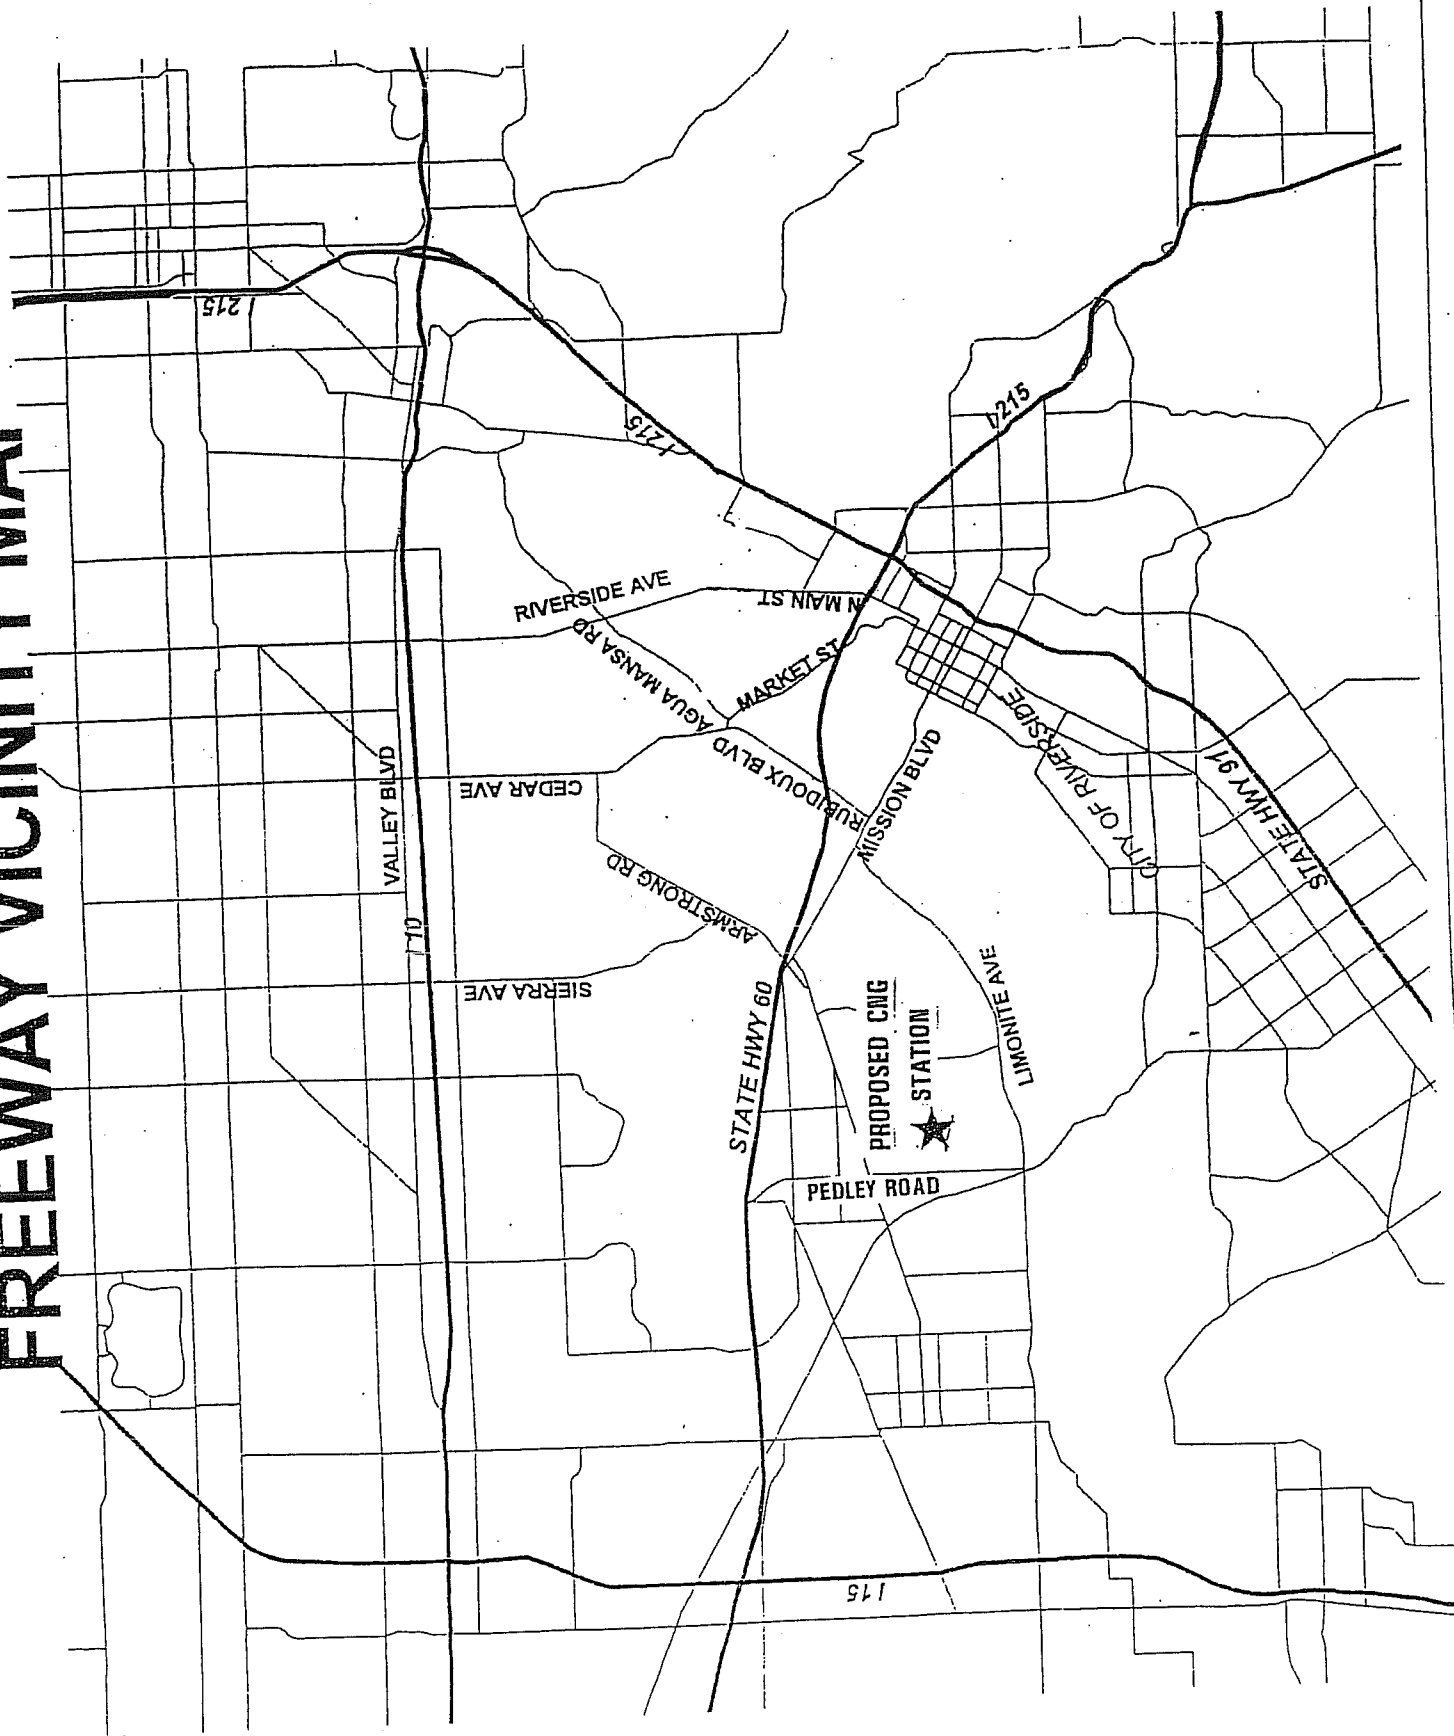 FREEWAY VICINITY MAP
I 215
I 215
I 215
RIVERSIDE AVE
N MAIN ST
AGUA MANSA RD
MARKET ST
RUBIDOUX BLVD
MISSION BLVD
CITY OF RIVERSIDE
STATE HWY 91
VALLEY BLVD
CEDAR AVE
ARMSTRONG RD
I 10
SIERRA AVE
STATE HWY 60
PROPOSED CNG
STATION
LIMONITE AVE
PEDLEY ROAD
I 15